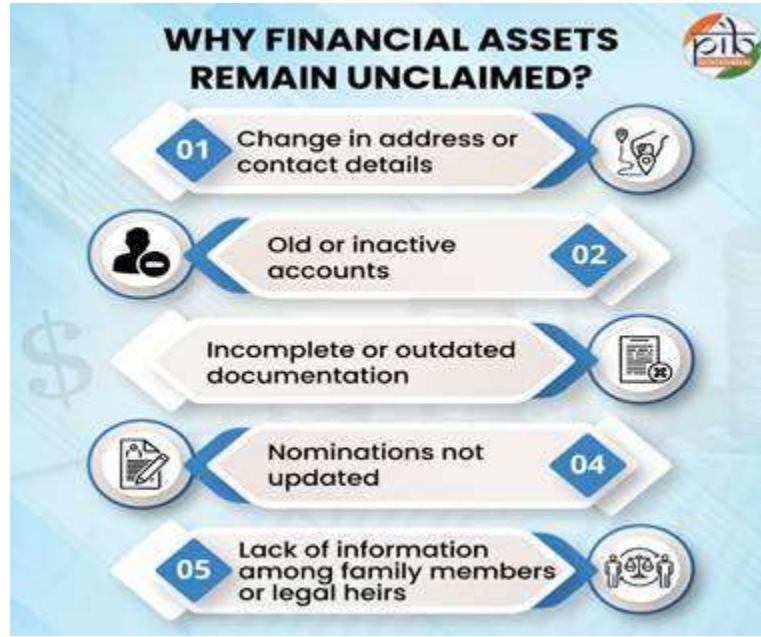 WHY FINANCIAL ASSETS
REMAIN UNCLAIMED?
pib
01
Change in address or
contact details
Old or inactive
accounts
02
Incomplete or outdated
documentation
Nominations not
updated
04
05
Lack of information
among family members
or legal heirs
$